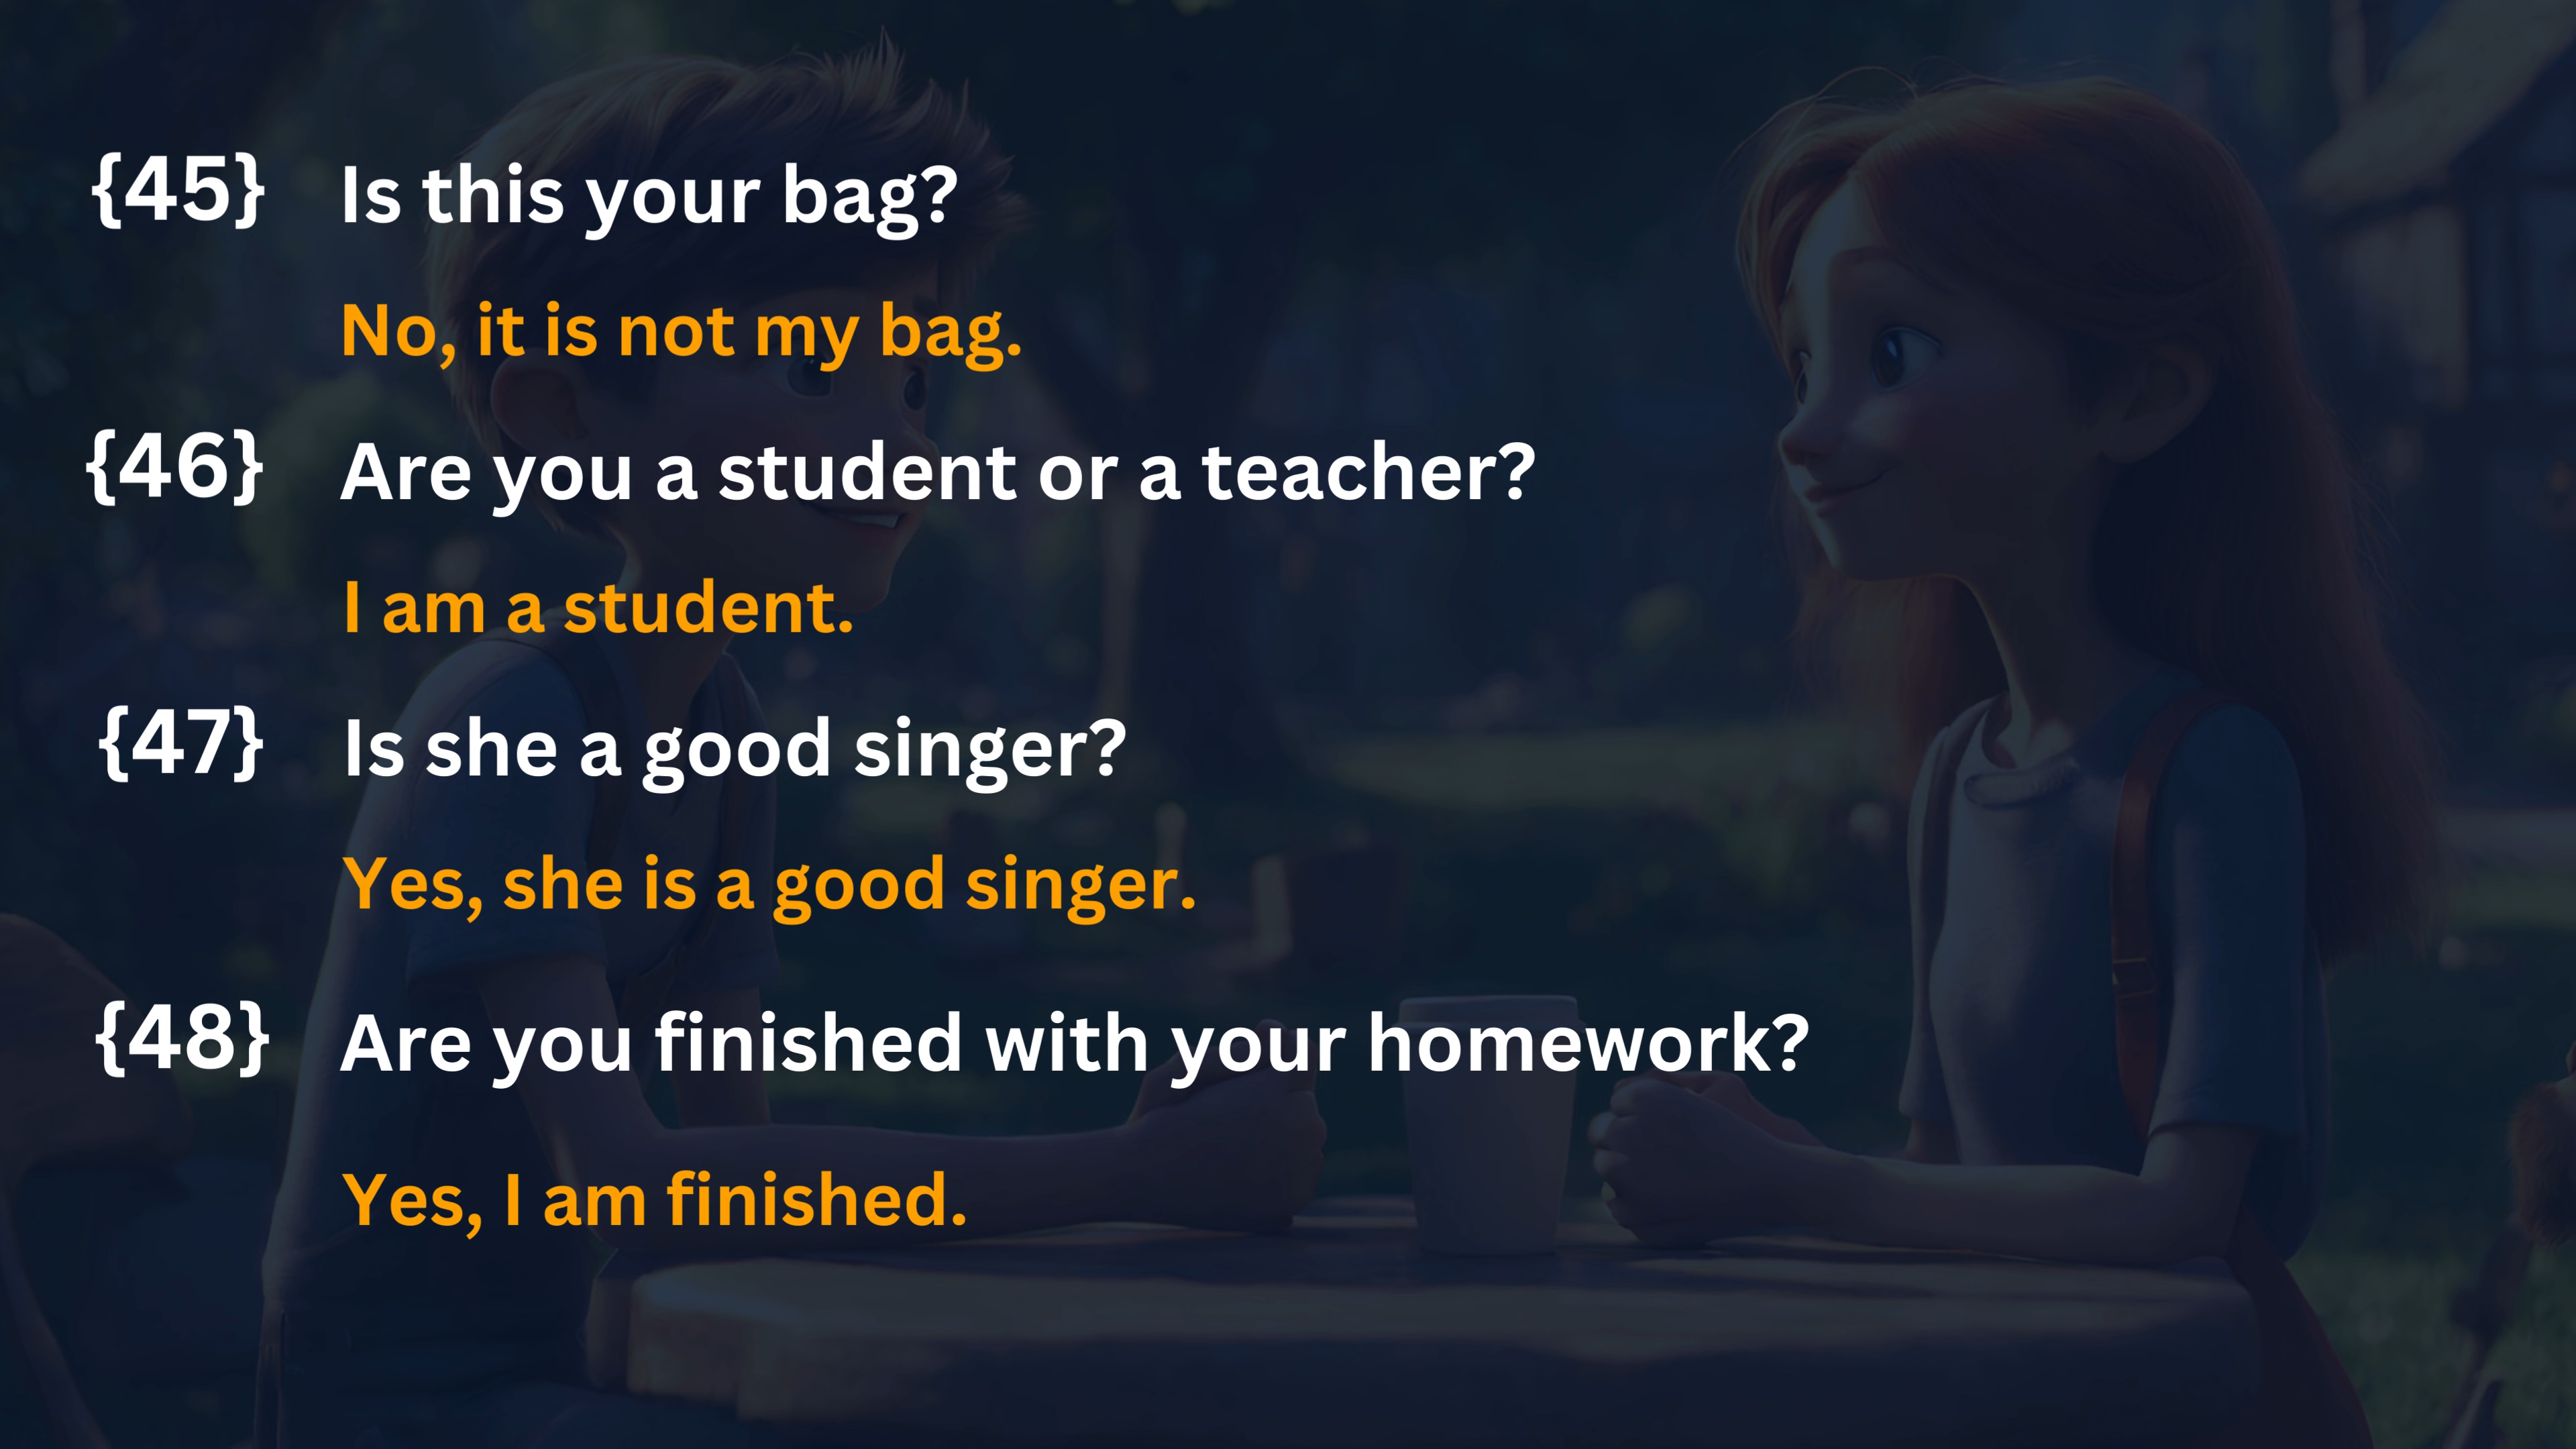 {45} Is this your bag?
No, it is not my bag.
{46} Are you a student or a teacher?
I am a student.
{47} Is she a good singer?
Yes, she is a good singer.
{48} Are you finished with your homework?
Yes, I am finished.